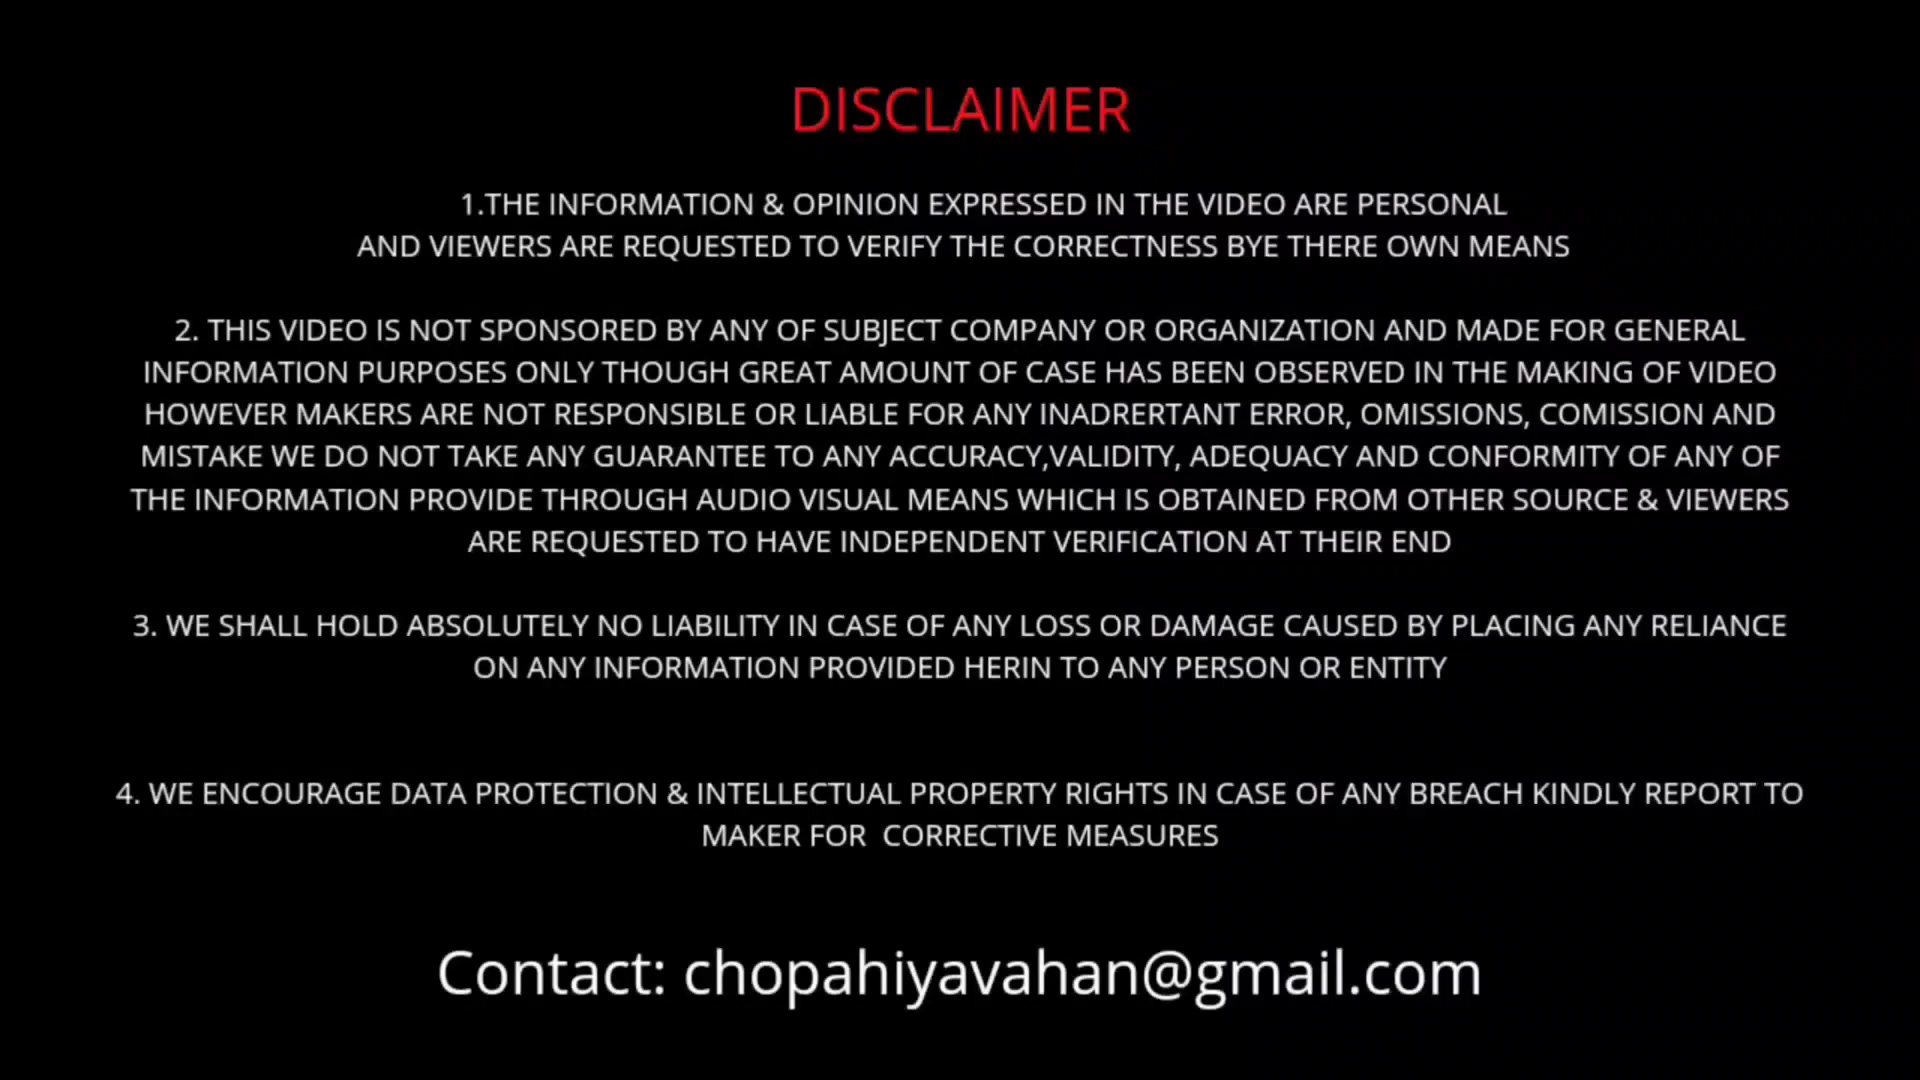 DISCLAIMER
1.THE INFORMATION & OPINION EXPRESSED IN THE VIDEO ARE PERSONAL
AND VIEWERS ARE REQUESTED TO VERIFY THE CORRECTNESS BYE THERE OWN MEANS
2. THIS VIDEO IS NOT SPONSORED BY ANY OF SUBJECT COMPANY OR ORGANIZATION AND MADE FOR GENERAL
INFORMATION PURPOSES ONLY THOUGH GREAT AMOUNT OF CASE HAS BEEN OBSERVED IN THE MAKING OF VIDEO
HOWEVER MAKERS ARE NOT RESPONSIBLE OR LIABLE FOR ANY INADRERTANT ERROR, OMISSIONS, COMISSION AND
MISTAKE WE DO NOT TAKE ANY GUARANTEE TO ANY ACCURACY,VALIDITY, ADEQUACY AND CONFORMITY OF ANY OF
THE INFORMATION PROVIDE THROUGH AUDIO VISUAL MEANS WHICH IS OBTAINED FROM OTHER SOURCE & VIEWERS
ARE REQUESTED TO HAVE INDEPENDENT VERIFICATION AT THEIR END
3. WE SHALL HOLD ABSOLUTELY NO LIABILITY IN CASE OF ANY LOSS OR DAMAGE CAUSED BY PLACING ANY RELIANCE
ON ANY INFORMATION PROVIDED HERIN TO ANY PERSON OR ENTITY
4. WE ENCOURAGE DATA PROTECTION & INTELLECTUAL PROPERTY RIGHTS IN CASE OF ANY BREACH KINDLY REPORT TO
MAKER FOR  CORRECTIVE MEASURES
Contact: chopahiyavahan@gmail.com